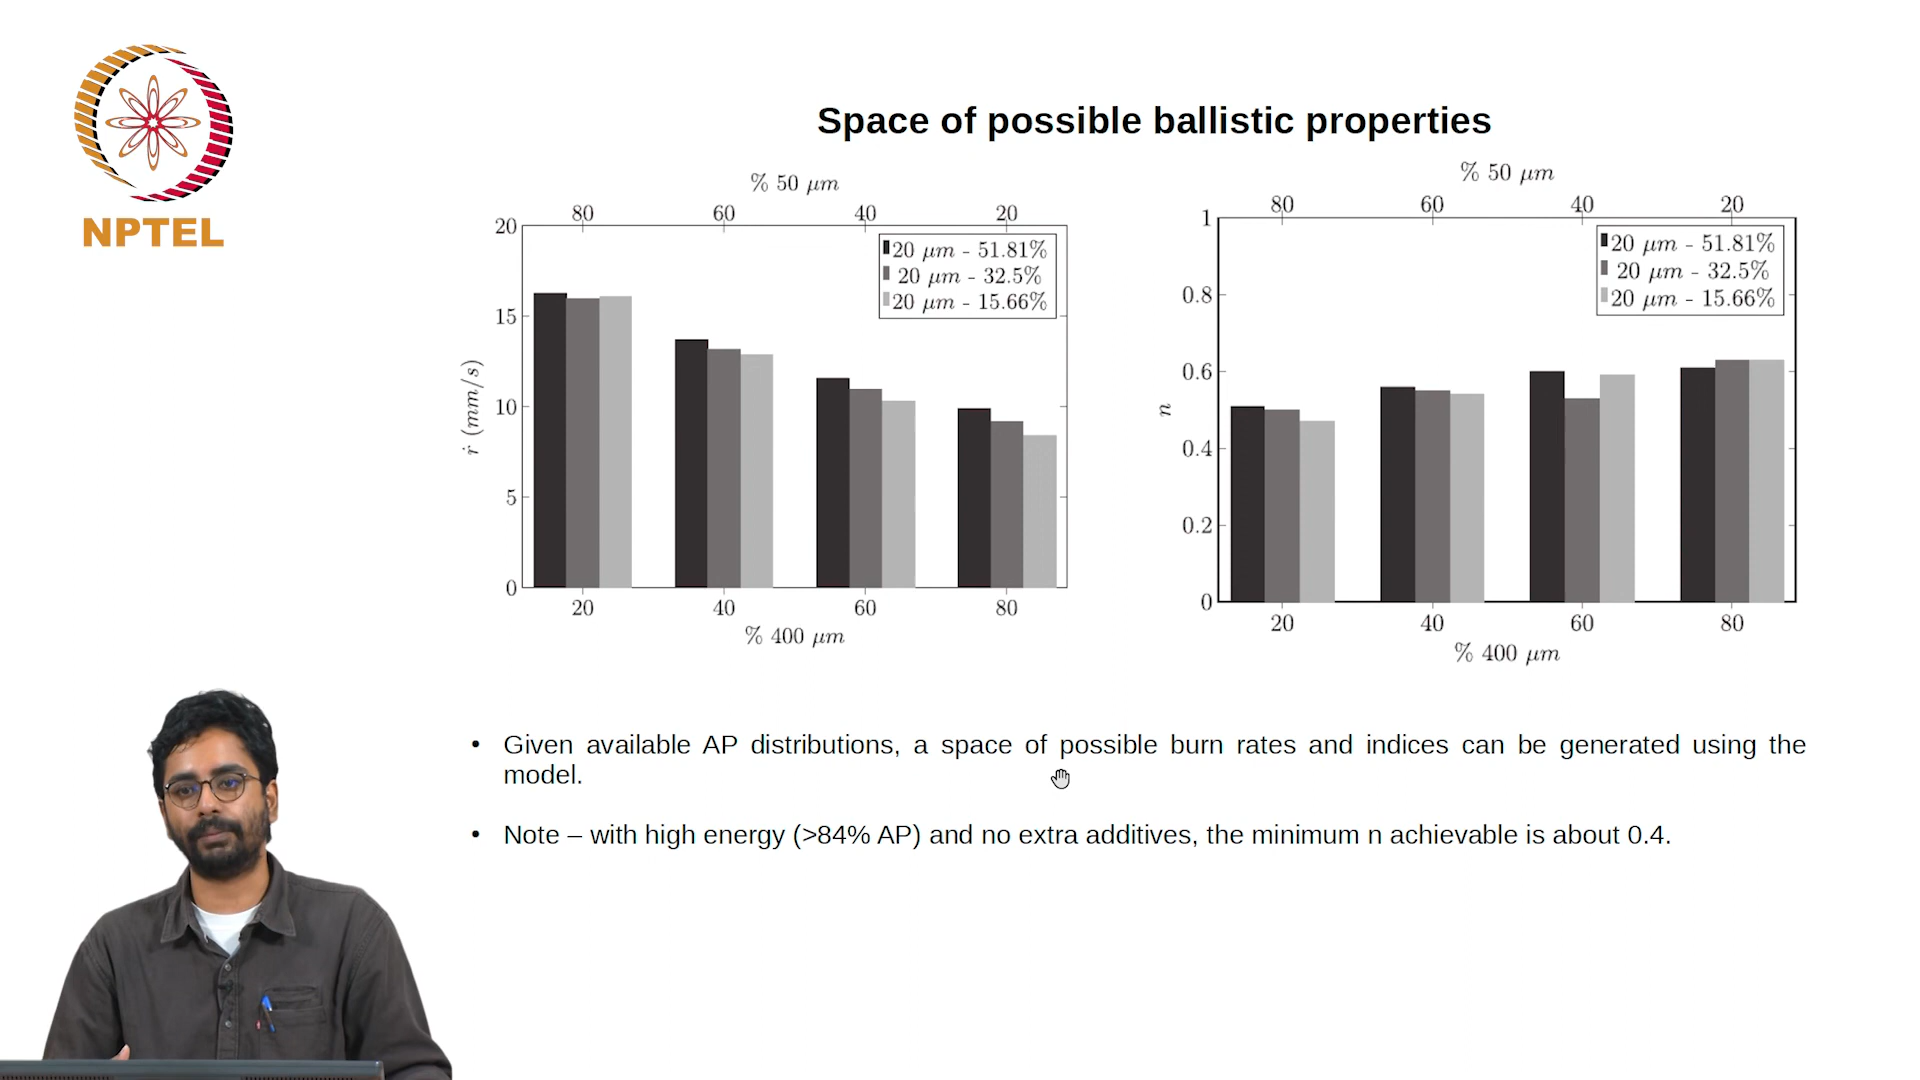 NPTEL
Space of possible ballistic properties
% 50 μm
80 60 40 20
20
15
10
5
0
ṙ (mm/s)
20 μm - 51.81%
20 μm - 32.5%
20 μm - 15.66%
20 40 60 80
% 400 μm
% 50 μm
80 60 40 20
1
0.8
0.6
0.4
0.2
0
n
20 μm - 51.81%
20 μm - 32.5%
20 μm - 15.66%
20 40 60 80
% 400 μm
• Given available AP distributions, a space of possible burn rates and indices can be generated using the
model.
• Note – with high energy (>84% AP) and no extra additives, the minimum n achievable is about 0.4.